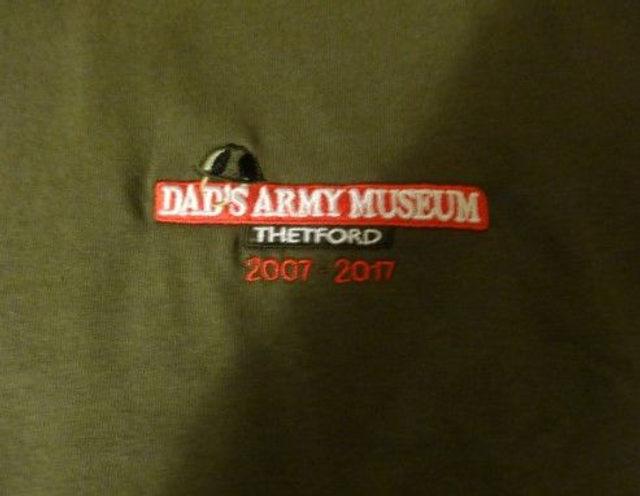 DAD'S ARMY MUSEUM
THETFORD
2007 - 2017